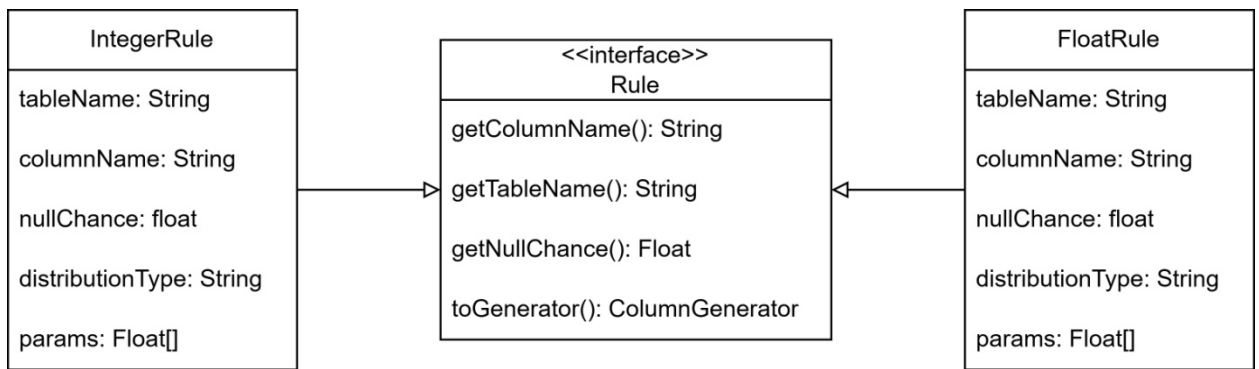 IntegerRule
tableName: String
columnName: String
nullChance: float
distributionType: String
params: Float[]
<<interface>>
Rule
getColumnName(): String
getTableName(): String
getNullChance(): Float
toGenerator(): ColumnGenerator
FloatRule
tableName: String
columnName: String
nullChance: float
distributionType: String
params: Float[]